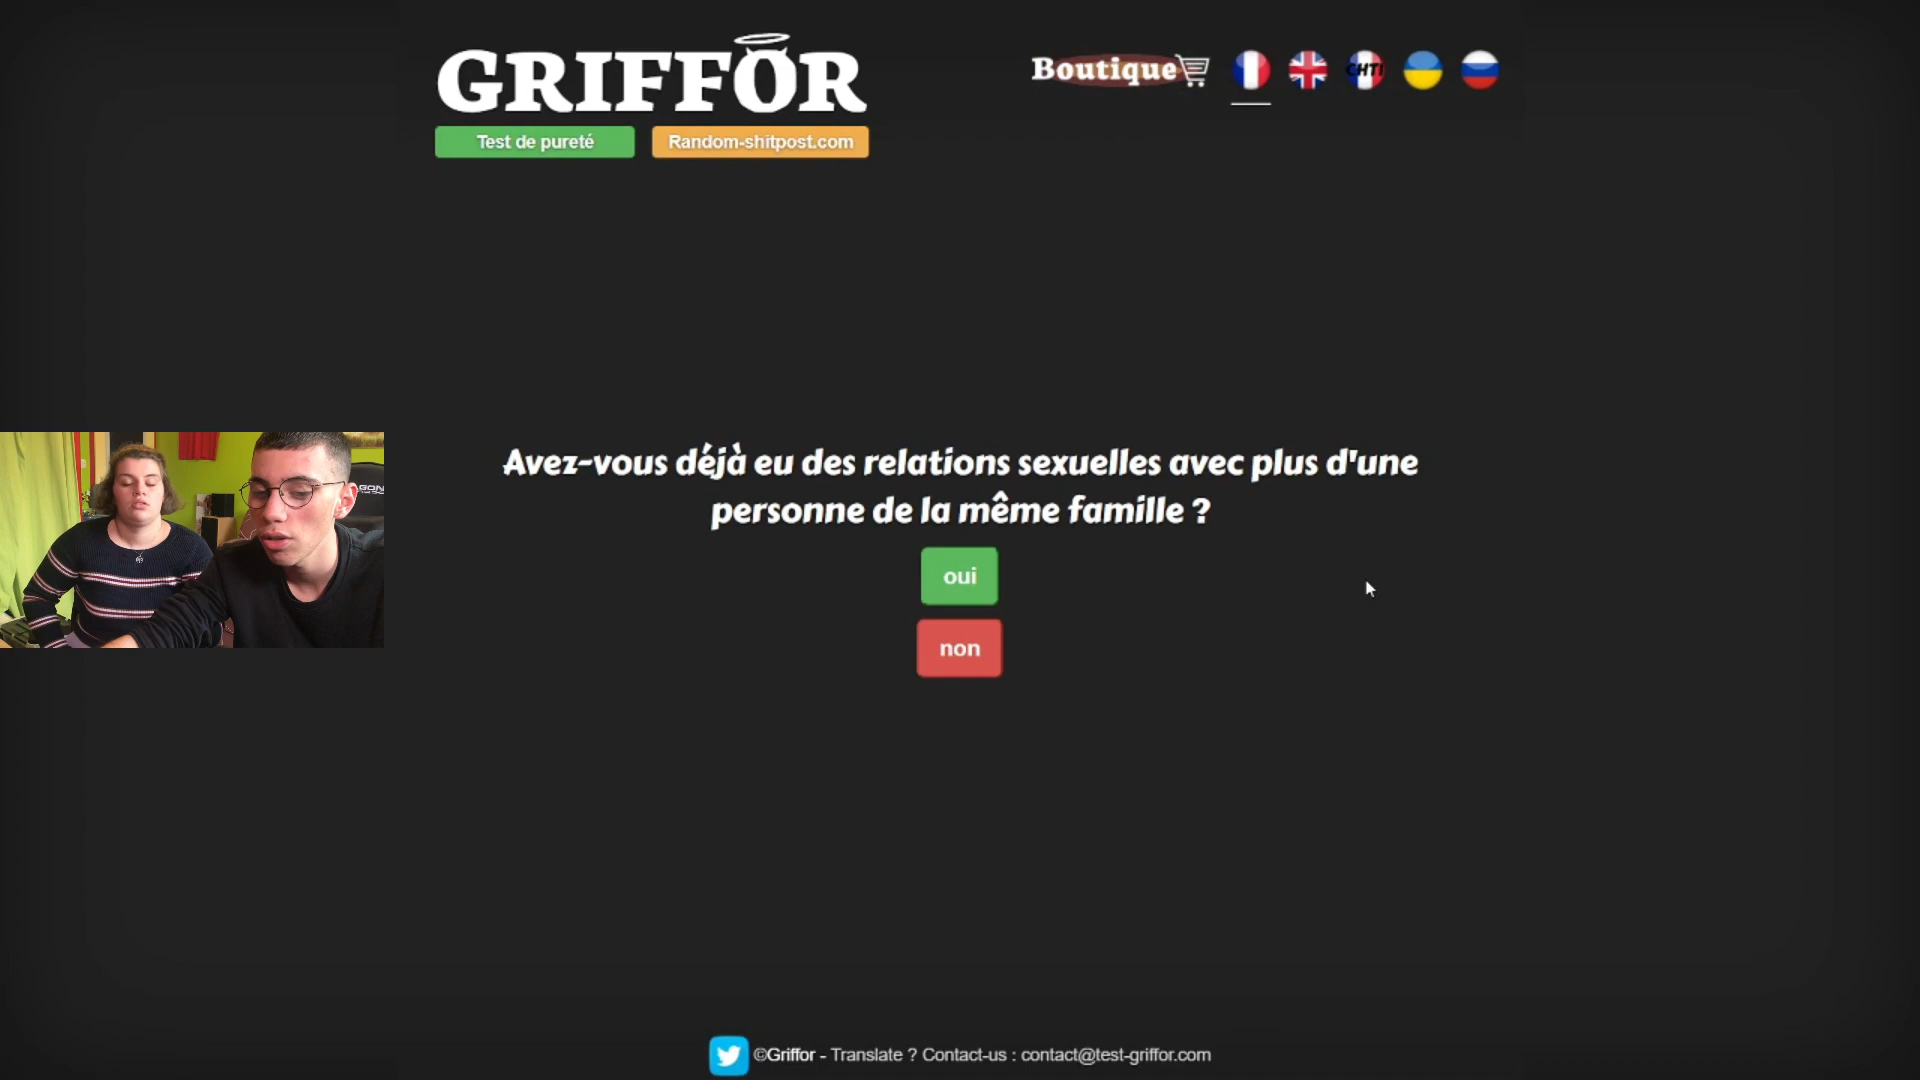 GRIFFOR
Boutique
CHTI
Test de pureté
Random-shitpost.com
Avez-vous déjà eu des relations sexuelles avec plus d'une
personne de la même famille ?
oui
non
©Griffor - Translate ? Contact-us : contact@test-griffor.com